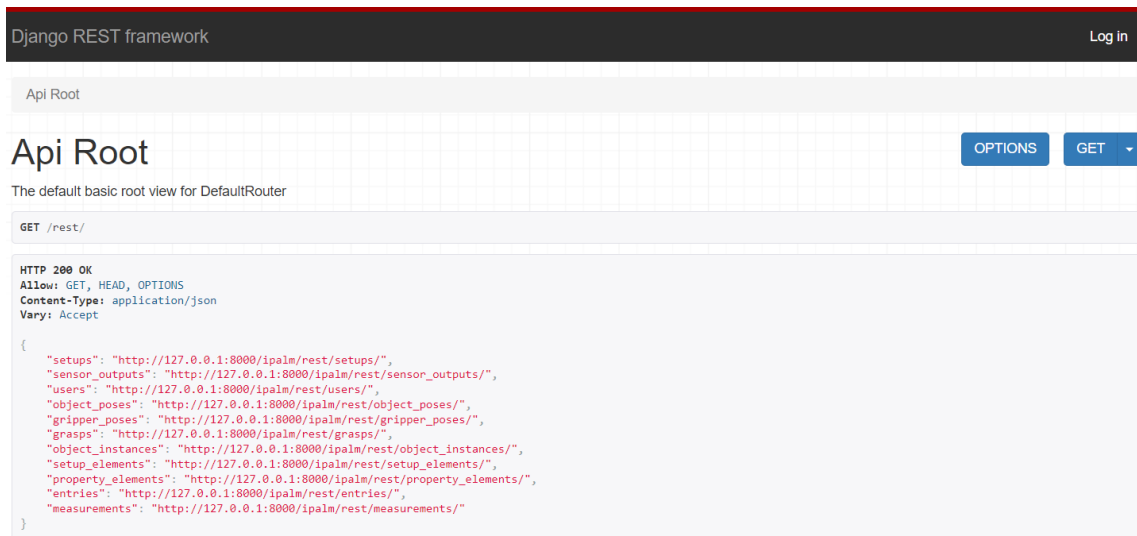 Django REST framework
Log in
Api Root
Api Root
OPTIONS
GET
The default basic root view for DefaultRouter
GET /rest/
HTTP 200 OK
Allow: GET, HEAD, OPTIONS
Content-Type: application/json
Vary: Accept
{
    "setups": "http://127.0.0.1:8000/ipalm/rest/setups/",
    "sensor_outputs": "http://127.0.0.1:8000/ipalm/rest/sensor_outputs/",
    "users": "http://127.0.0.1:8000/ipalm/rest/users/",
    "object_poses": "http://127.0.0.1:8000/ipalm/rest/object_poses/",
    "gripper_poses": "http://127.0.0.1:8000/ipalm/rest/gripper_poses/",
    "grasps": "http://127.0.0.1:8000/ipalm/rest/grasps/",
    "object_instances": "http://127.0.0.1:8000/ipalm/rest/object_instances/",
    "setup_elements": "http://127.0.0.1:8000/ipalm/rest/setup_elements/",
    "property_elements": "http://127.0.0.1:8000/ipalm/rest/property_elements/",
    "entries": "http://127.0.0.1:8000/ipalm/rest/entries/",
    "measurements": "http://127.0.0.1:8000/ipalm/rest/measurements/"
}